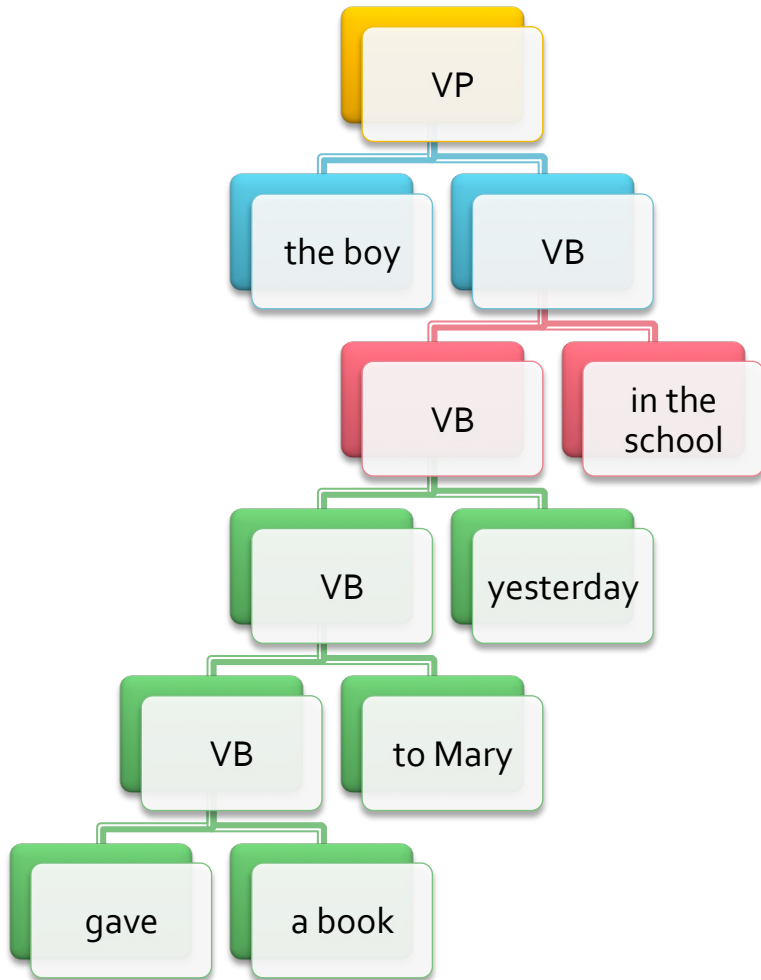 VP
the boy
VB
VB
in the
school
VB
yesterday
VB
to Mary
gave
a book